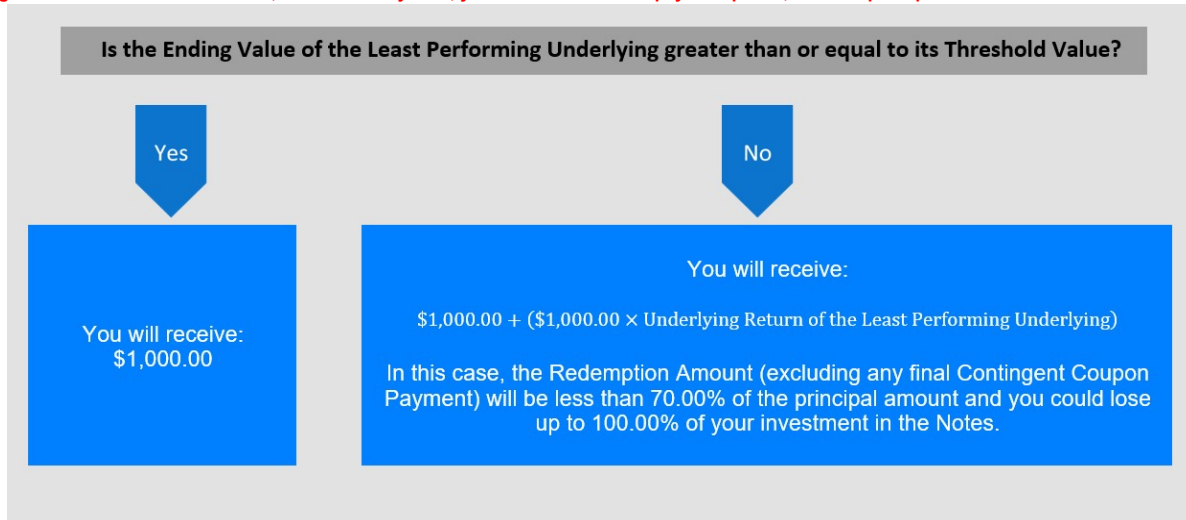 Is the Ending Value of the Least Performing Underlying greater than or equal to its Threshold Value?
Yes
No
You will receive:
$1,000.00
You will receive:
$1,000.00 + ($1,000.00 × Underlying Return of the Least Performing Underlying)
In this case, the Redemption Amount (excluding any final Contingent Coupon
Payment) will be less than 70.00% of the principal amount and you could lose
up to 100.00% of your investment in the Notes.